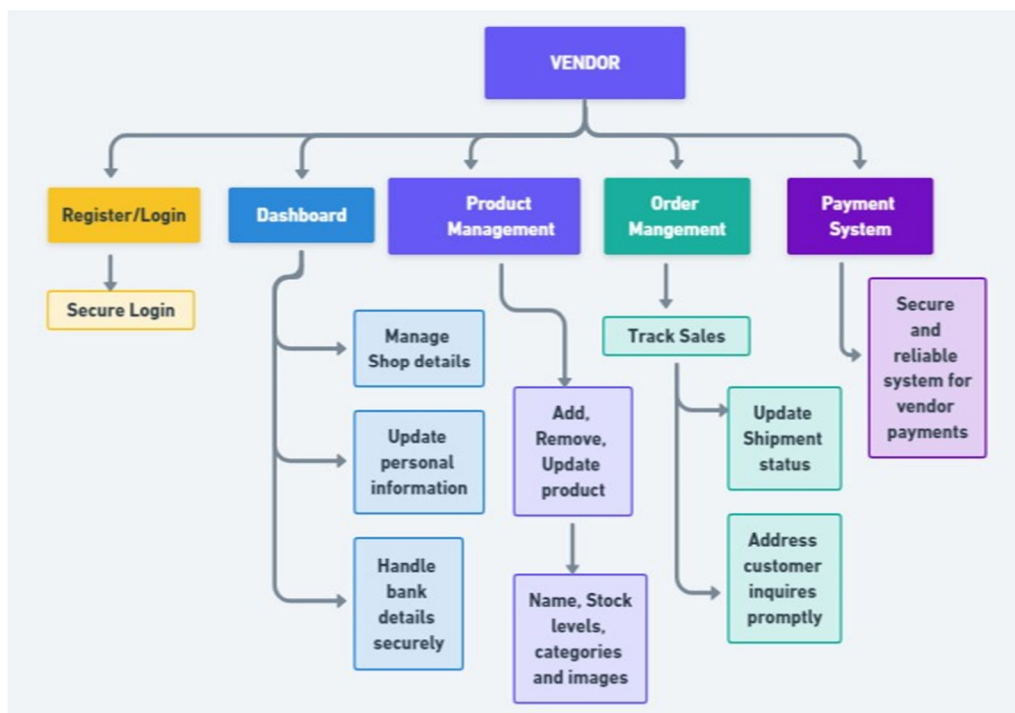 VENDOR
Register/Login
Dashboard
Product
Management
Order
Mangement
Payment
System
Secure Login
Manage
Shop details
Update
personal
information
Handle
bank
details
securely
Add,
Remove,
Update
product
Name, Stock
levels,
categories
and images
Track Sales
Update
Shipment
status
Address
customer
inquires
promptly
Secure
and
reliable
system for
vendor
payments